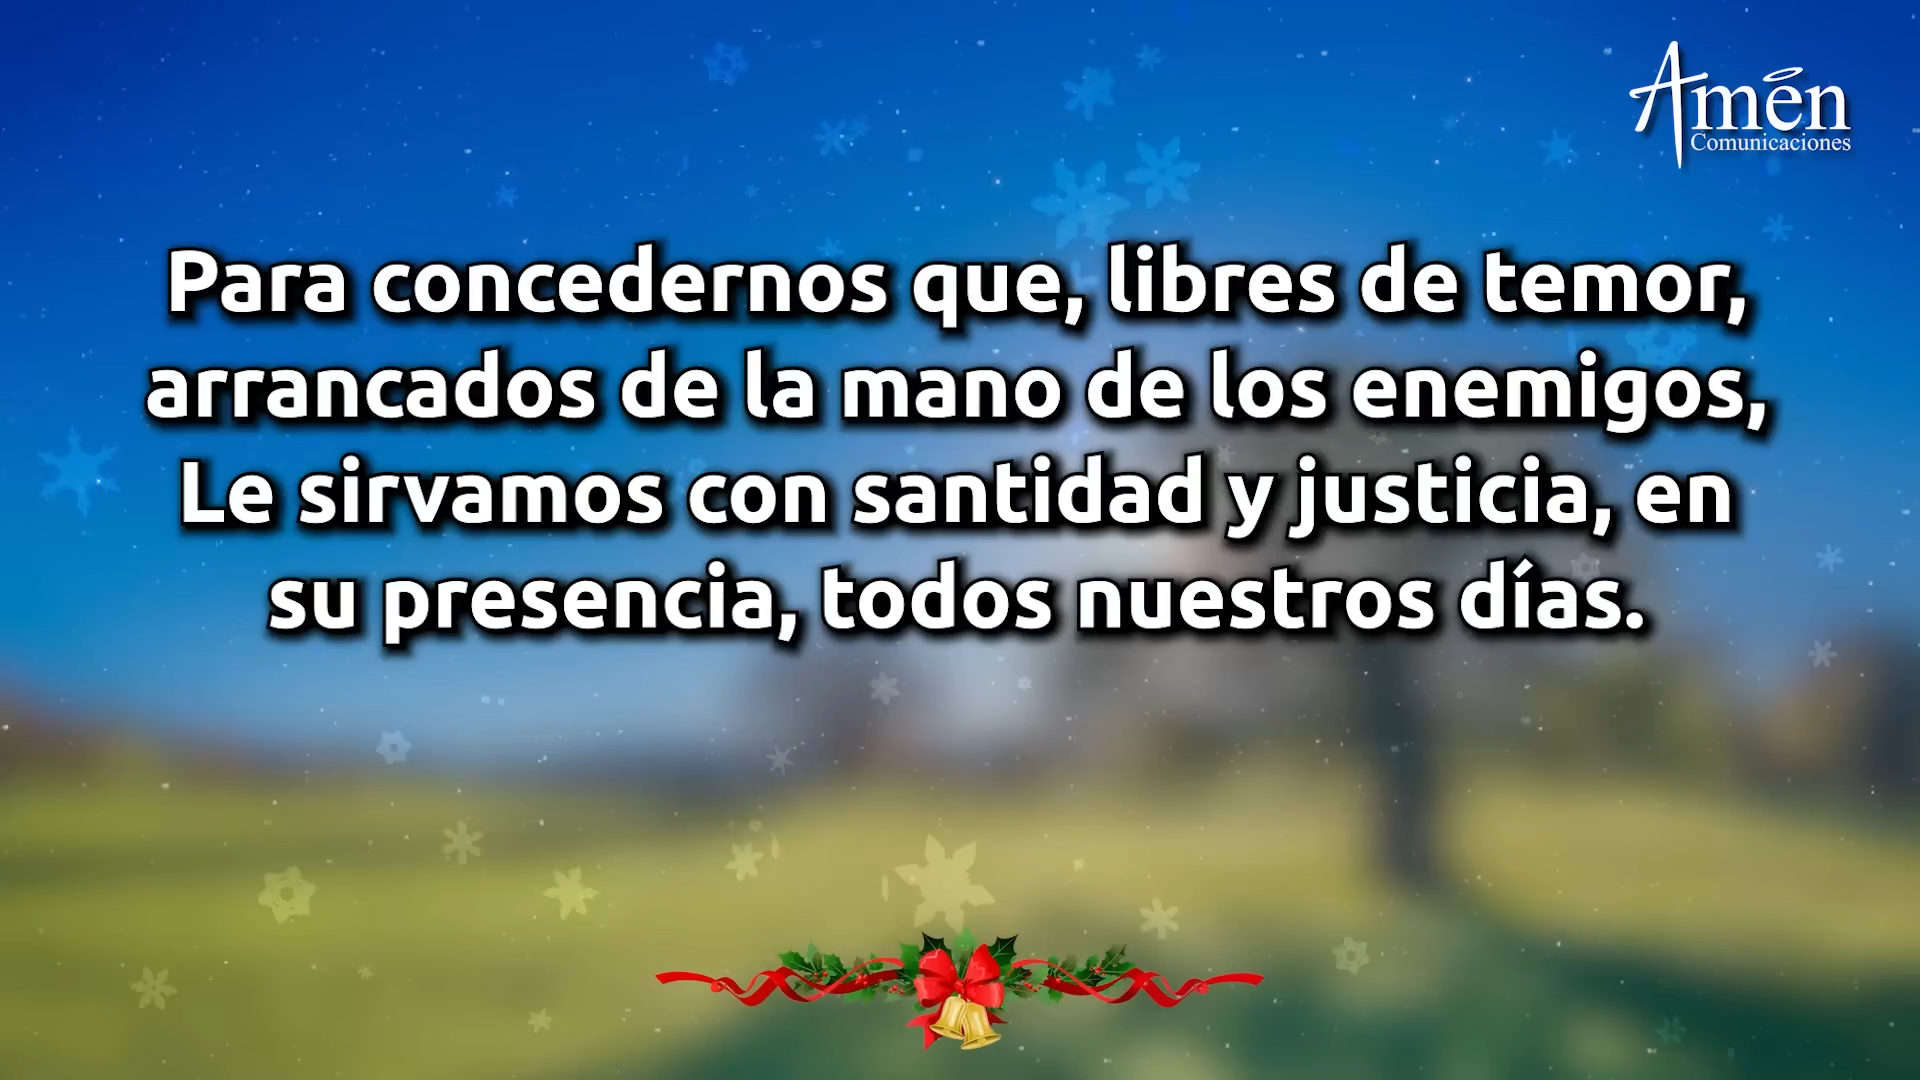 Amén
Comunicaciones
Para concedernos que, libres de temor,
arrancados de la mano de los enemigos,
Le sirvamos con santidad y justicia, en
su presencia, todos nuestros días.